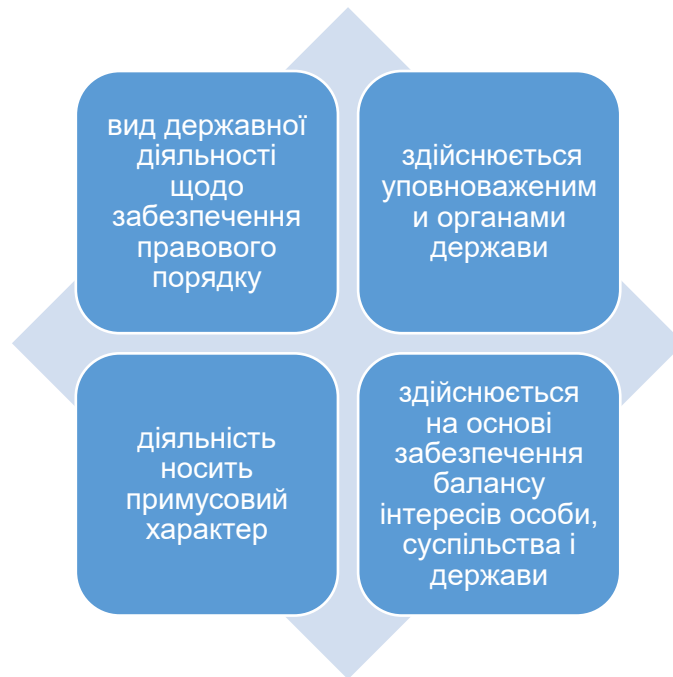 вид державної
діяльності
щодо
забезпечення
правового
порядку
здійснюється
уповноваженим
и органами
держави
діяльність
носить
примусовий
характер
здійснюється
на основі
забезпечення
балансу
інтересів особи,
суспільства і
держави